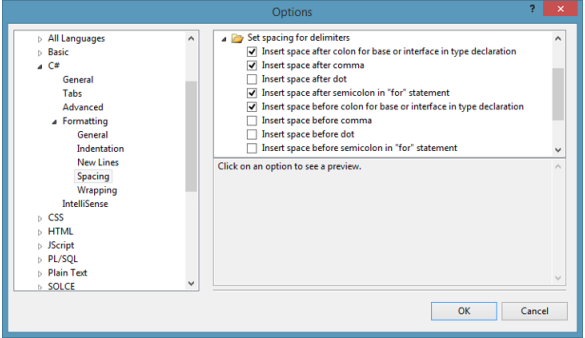 Options
?
All Languages
Basic
C#
General
Tabs
Advanced
Formatting
General
Indentation
New Lines
Spacing
Wrapping
IntelliSense
CSS
HTML
JScript
PL/SQL
Plain Text
SOLCE
Set spacing for delimiters
Insert space after colon for base or interface in type declaration
Insert space after comma
Insert space after dot
Insert space after semicolon in "for" statement
Insert space before colon for base or interface in type declaration
Insert space before comma
Insert space before dot
Insert space before semicolon in "for" statement
Click on an option to see a preview.
OK
Cancel